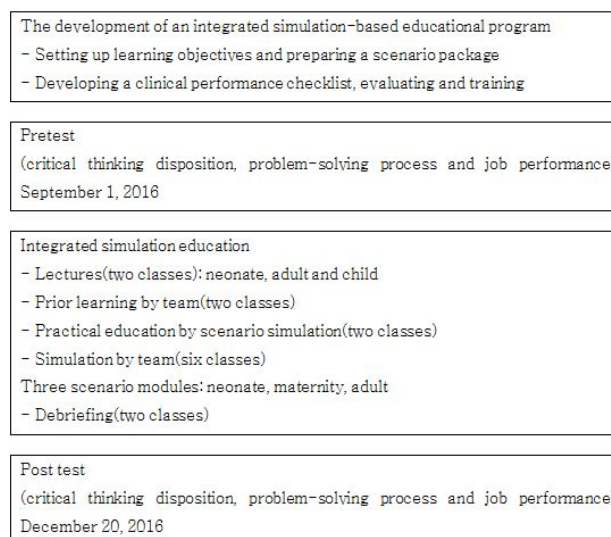 The development of an integrated simulation-based educational program
- Setting up learning objectives and preparing a scenario package
- Developing a clinical performance checklist, evaluating and training
Pretest
(critical thinking disposition, problem-solving process and job performance)
September 1, 2016
Integrated simulation education
- Lectures(two classes): neonate, adult and child
- Prior learning by team(two classes)
- Practical education by scenario simulation(two classes)
- Simulation by team(six classes)
Three scenario modules: neonate, maternity, adult
- Debriefing(two classes)
Post test
(critical thinking disposition, problem-solving process and job performance)
December 20, 2016